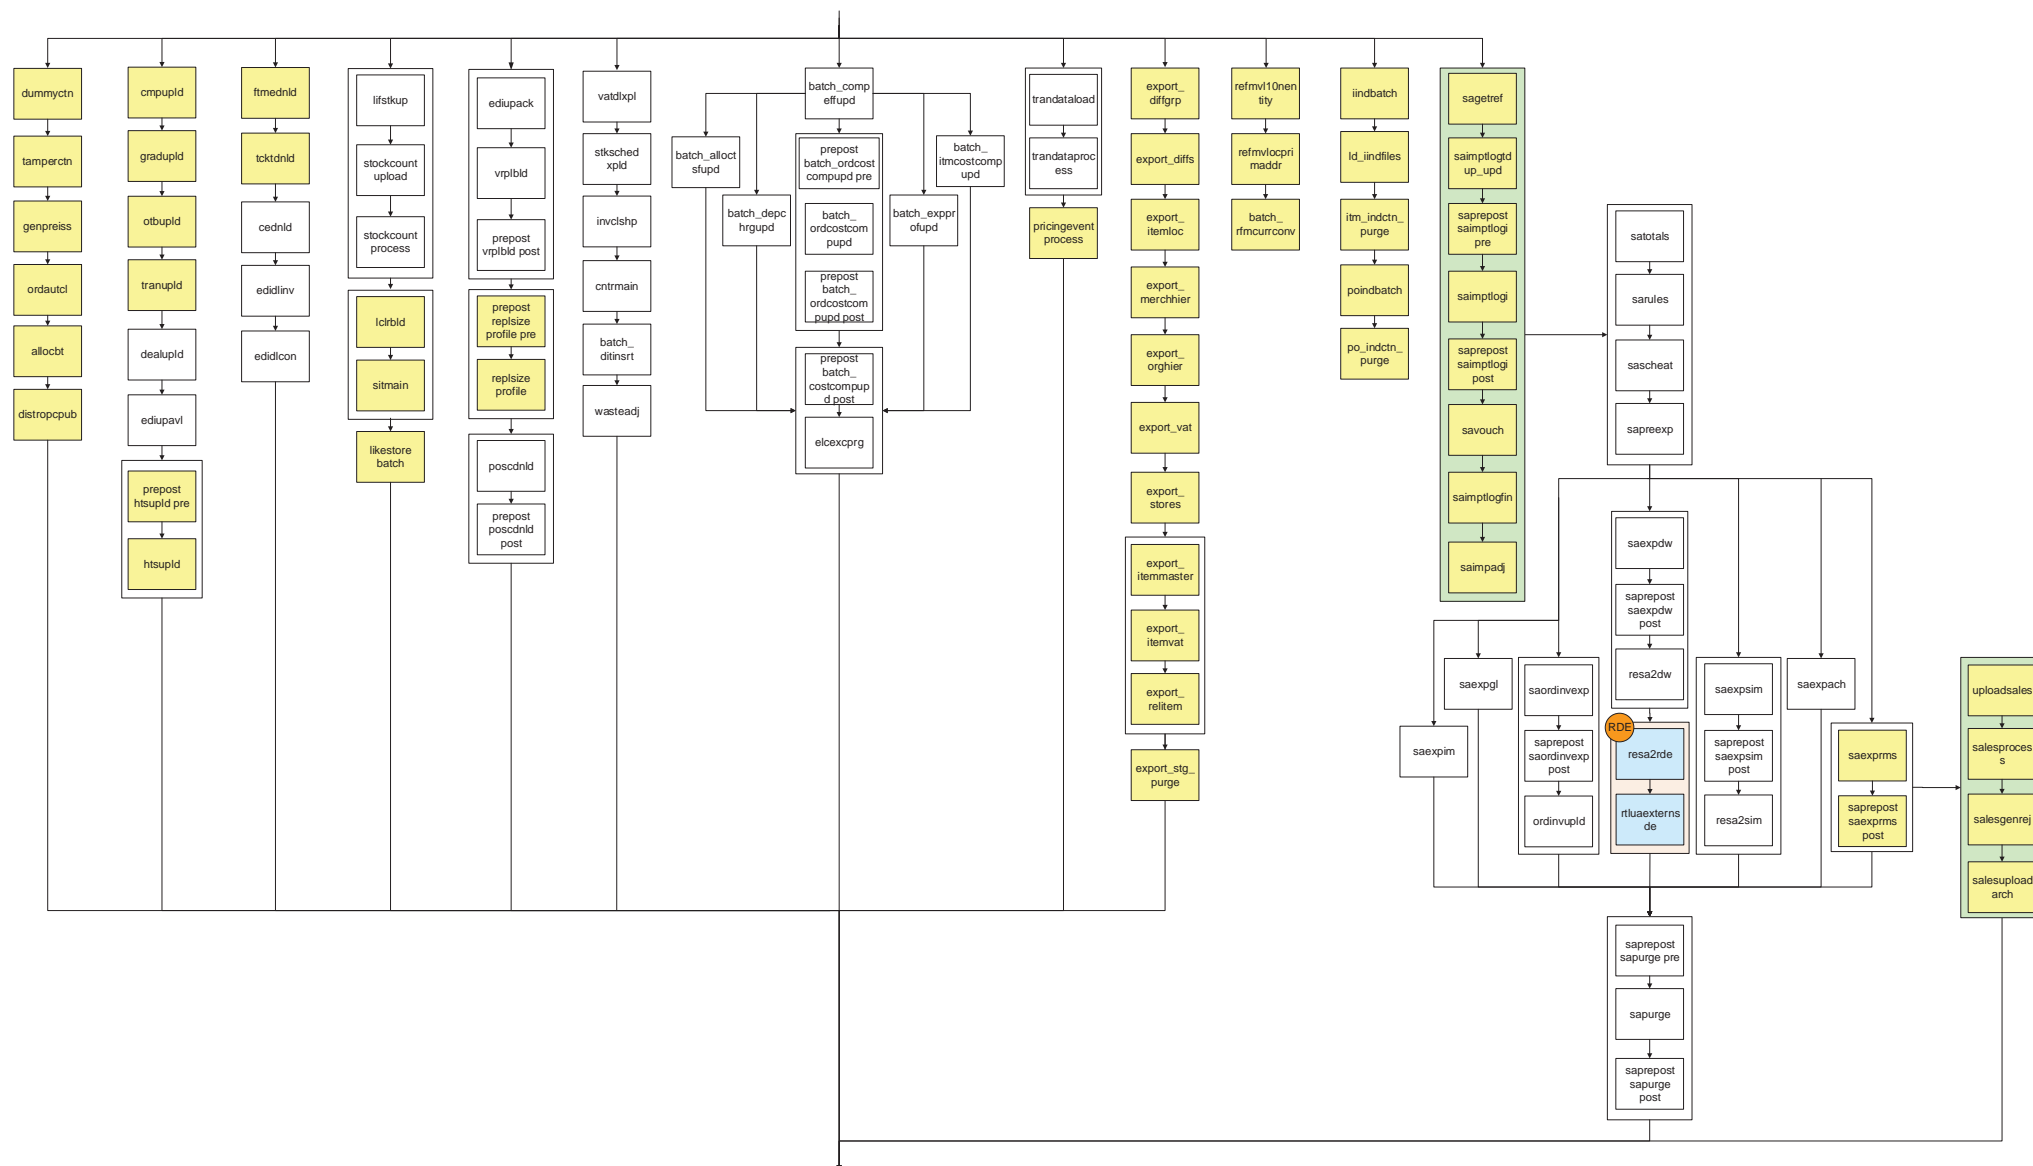 dummyctn
tamperctn
genpreiss
ordautcl
allocbt
distropcpub
cmpupld
gradupld
otbupld
tranupld
dealupld
ediupavl
prepost
htsupld pre
htsupld
ftmednld
tcktdnld
cednld
edidlinv
edidlcon
lifstkup
stockcount
upload
stockcount
process
lclrbld
sitmain
likestore
batch
ediupack
vrplbld
prepost
vrplbld post
prepost
replsize
profile pre
replsize
profile
poscdnld
prepost
poscdnld
post
vatdlxpl
stksched
xpld
invclshp
cntrmain
batch_
ditinsrt
wasteadj
batch_comp
effupd
batch_alloct
sfupd
batch_depc
hrgupd
prepost
batch_ordcost
compupd pre
batch_
ordcostcom
pupd
prepost
batch_
ordcostcom
pupd post
batch_exppr
ofupd
batch_
itmcostcomp
upd
prepost
batch_
costcompup
d post
elcexcprg
trandataload
trandataproc
ess
pricingevent
process
export_
diffgrp
export_diffs
export_
itemloc
export_
merchhier
export_
orghier
export_vat
export_
stores
export_
itemmaster
export_
itemvat
export_
relitem
export_stg_
purge
refmvl10nen
tity
refmvlocpri
maddr
batch_
rfmcurrconv
iindbatch
ld_iindfiles
itm_indctn_
purge
poindbatch
po_indctn_
purge
sagetref
saimptlogtd
up_upd
saprepost
saimptlogi
pre
saimptlogi
saprepost
saimptlogi
post
savouch
saimptlogfin
saimpadj
satotals
sarules
sascheat
sapreexp
saexpim
saexpgl
saordinvexp
saprepost
saordinvexp
post
ordinvupld
saexpdw
saprepost
saexpdw
post
resa2dw
RDE
resa2rde
rtluaexterns
de
saexpsim
saprepost
saexpsim
post
resa2sim
saexpach
saexprms
saprepost
saexprms
post
uploadsales
salesproces
s
salesgenrej
salesupload
arch
saprepost
sapurge pre
sapurge
saprepost
sapurge
post